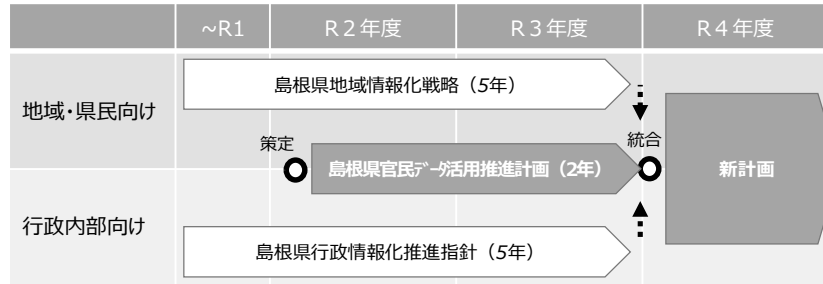 ~R1
R２年度
R３年度
R４年度
地域・県民向け
島根県地域情報化戦略（5年）
策定
統合
島根県官民ﾃﾞｰﾀ活用推進計画（2年）
新計画
行政内部向け
島根県行政情報化推進指針（5年）